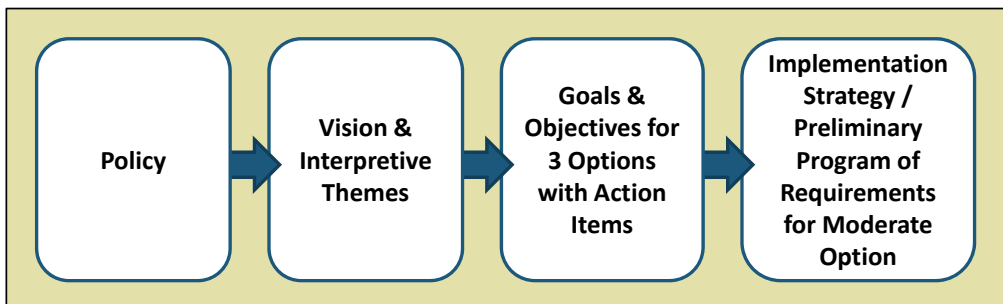 Policy
Vision &
Interpretive
Themes
Goals &
Objectives for
3 Options
with Action
Items
Implementation
Strategy /
Preliminary
Program of
Requirements
for Moderate
Option